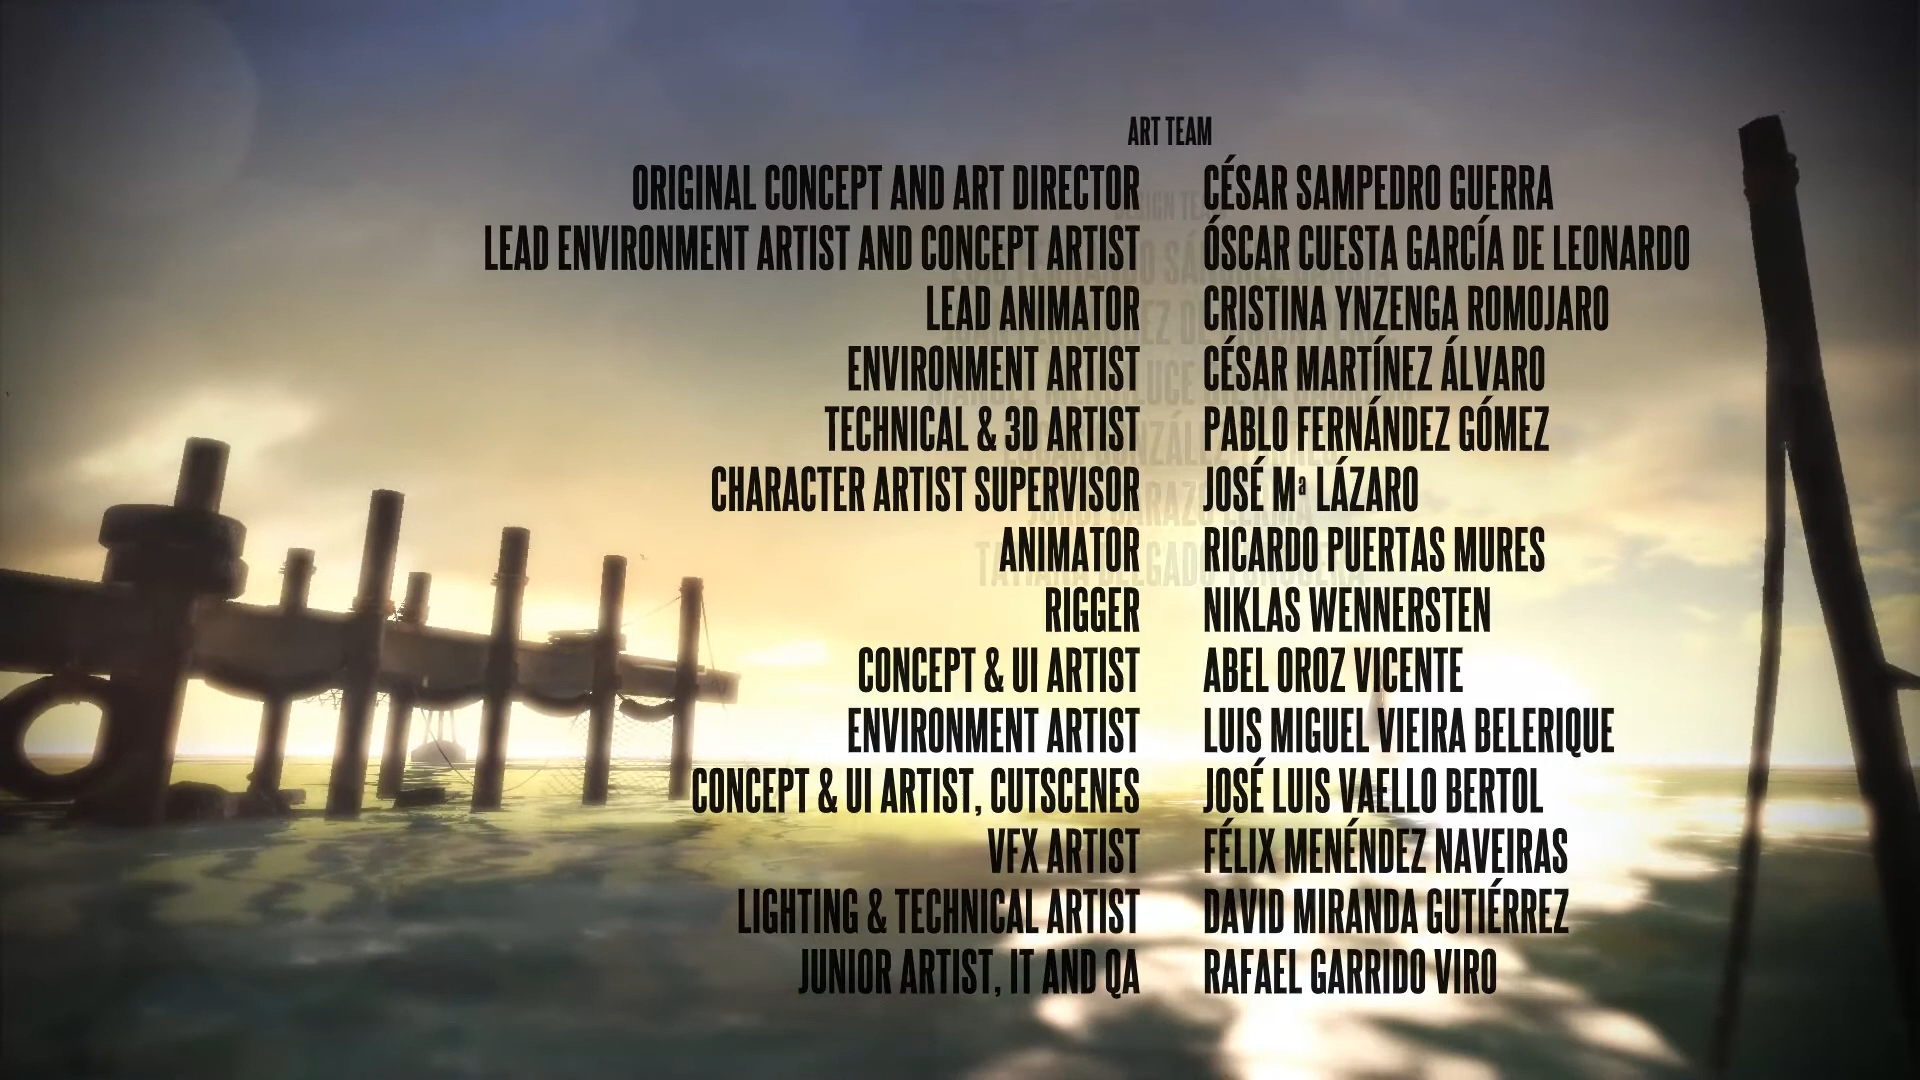 ART TEAM
ORIGINAL CONCEPT AND ART DIRECTOR CÉSAR SAMPEDRO GUERRA
LEAD ENVIRONMENT ARTIST AND CONCEPT ARTIST ÓSCAR CUESTA GARCÍA DE LEONARDO
LEAD ANIMATOR CRISTINA YNZENGA ROMOJARO
ENVIRONMENT ARTIST CÉSAR MARTÍNEZ ÁLVARO
TECHNICAL & 3D ARTIST PABLO FERNÁNDEZ GÓMEZ
CHARACTER ARTIST SUPERVISOR JOSÉ Mª LÁZARO
ANIMATOR RICARDO PUERTAS MURES
RIGGER NIKLAS WENNERSTEN
CONCEPT & UI ARTIST ABEL OROZ VICENTE
ENVIRONMENT ARTIST LUIS MIGUEL VIEIRA BELERIQUE
CONCEPT & UI ARTIST, CUTSCENES JOSÉ LUIS VAELLO BERTOL
VFX ARTIST FÉLIX MENÉNDEZ NAVEIRAS
LIGHTING & TECHNICAL ARTIST DAVID MIRANDA GUTIÉRREZ
JUNIOR ARTIST, IT AND QA RAFAEL GARRIDO VIRO